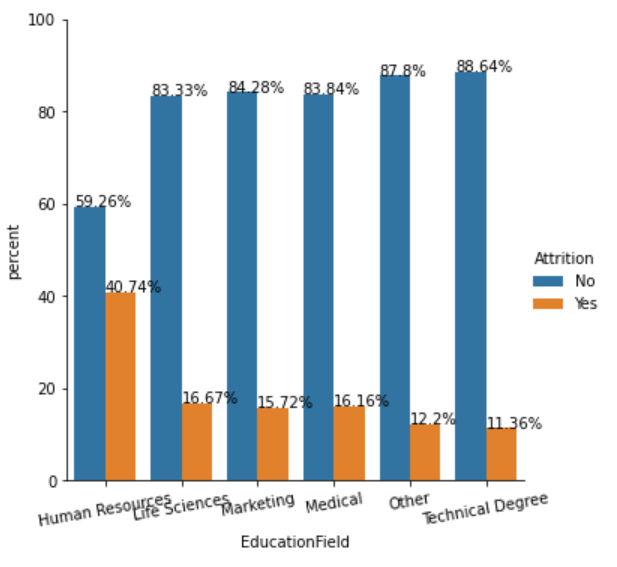 100
80
60
40
20
0
percent
59.26%
40.74%
83.33%
16.67%
84.28%
15.72%
83.84%
16.16%
87.8%
12.2%
88.64%
11.36%
Human Resources
Life Sciences
Marketing
Medical
Other
Technical Degree
EducationField
Attrition
No
Yes